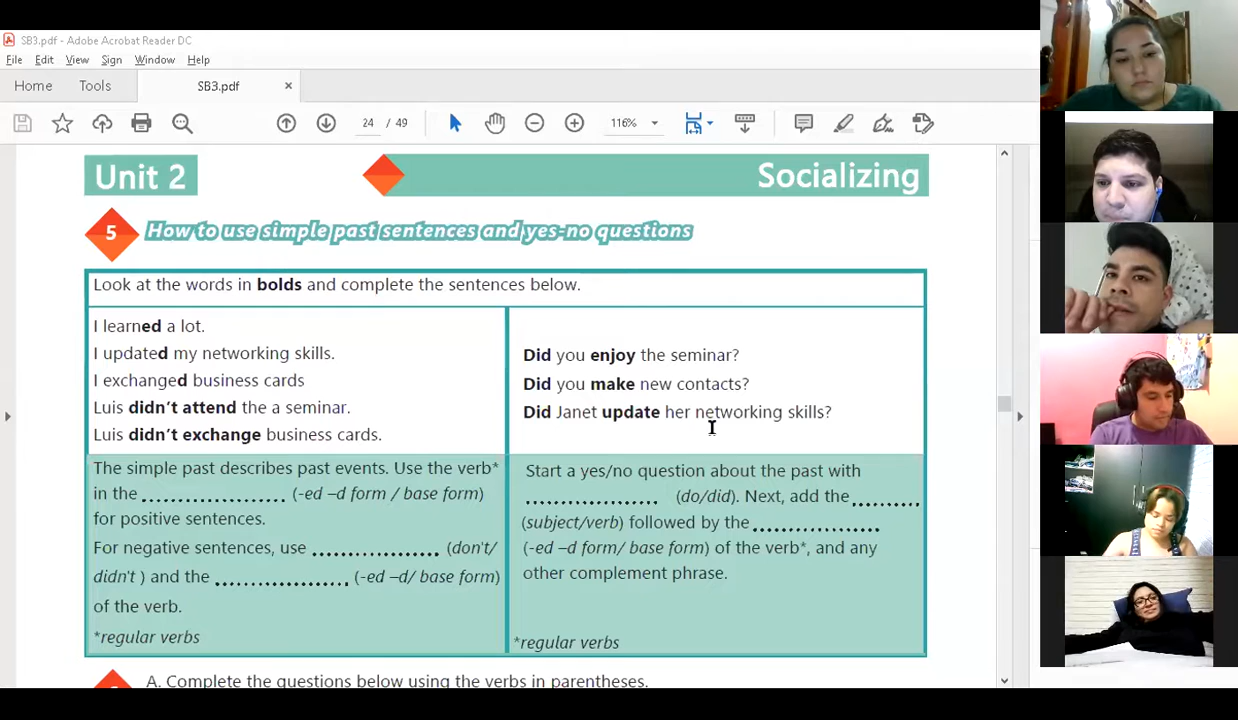 SB3.pdf - Adobe Acrobat Reader DC
File Edit View Sign Window Help
Home Tools SB3.pdf ×
24 / 49 116%
Unit 2 Socializing
5 How to use simple past sentences and yes-no questions
Look at the words in bolds and complete the sentences below.
I learned a lot.
I updated my networking skills.
I exchanged business cards
Luis didn't attend the a seminar.
Luis didn't exchange business cards.
Did you enjoy the seminar?
Did you make new contacts?
Did Janet update her networking skills?
The simple past describes past events. Use the verb*
in the .................... (-ed –d form / base form)
for positive sentences.
For negative sentences, use .................. (don't/
didn't ) and the ................... (-ed –d/ base form)
of the verb.
*regular verbs
Start a yes/no question about the past with
................... (do/did). Next, add the ..........
(subject/verb) followed by the ..................
(-ed –d form/ base form) of the verb*, and any
other complement phrase.
*regular verbs
A. Complete the questions below using the verbs in parentheses.